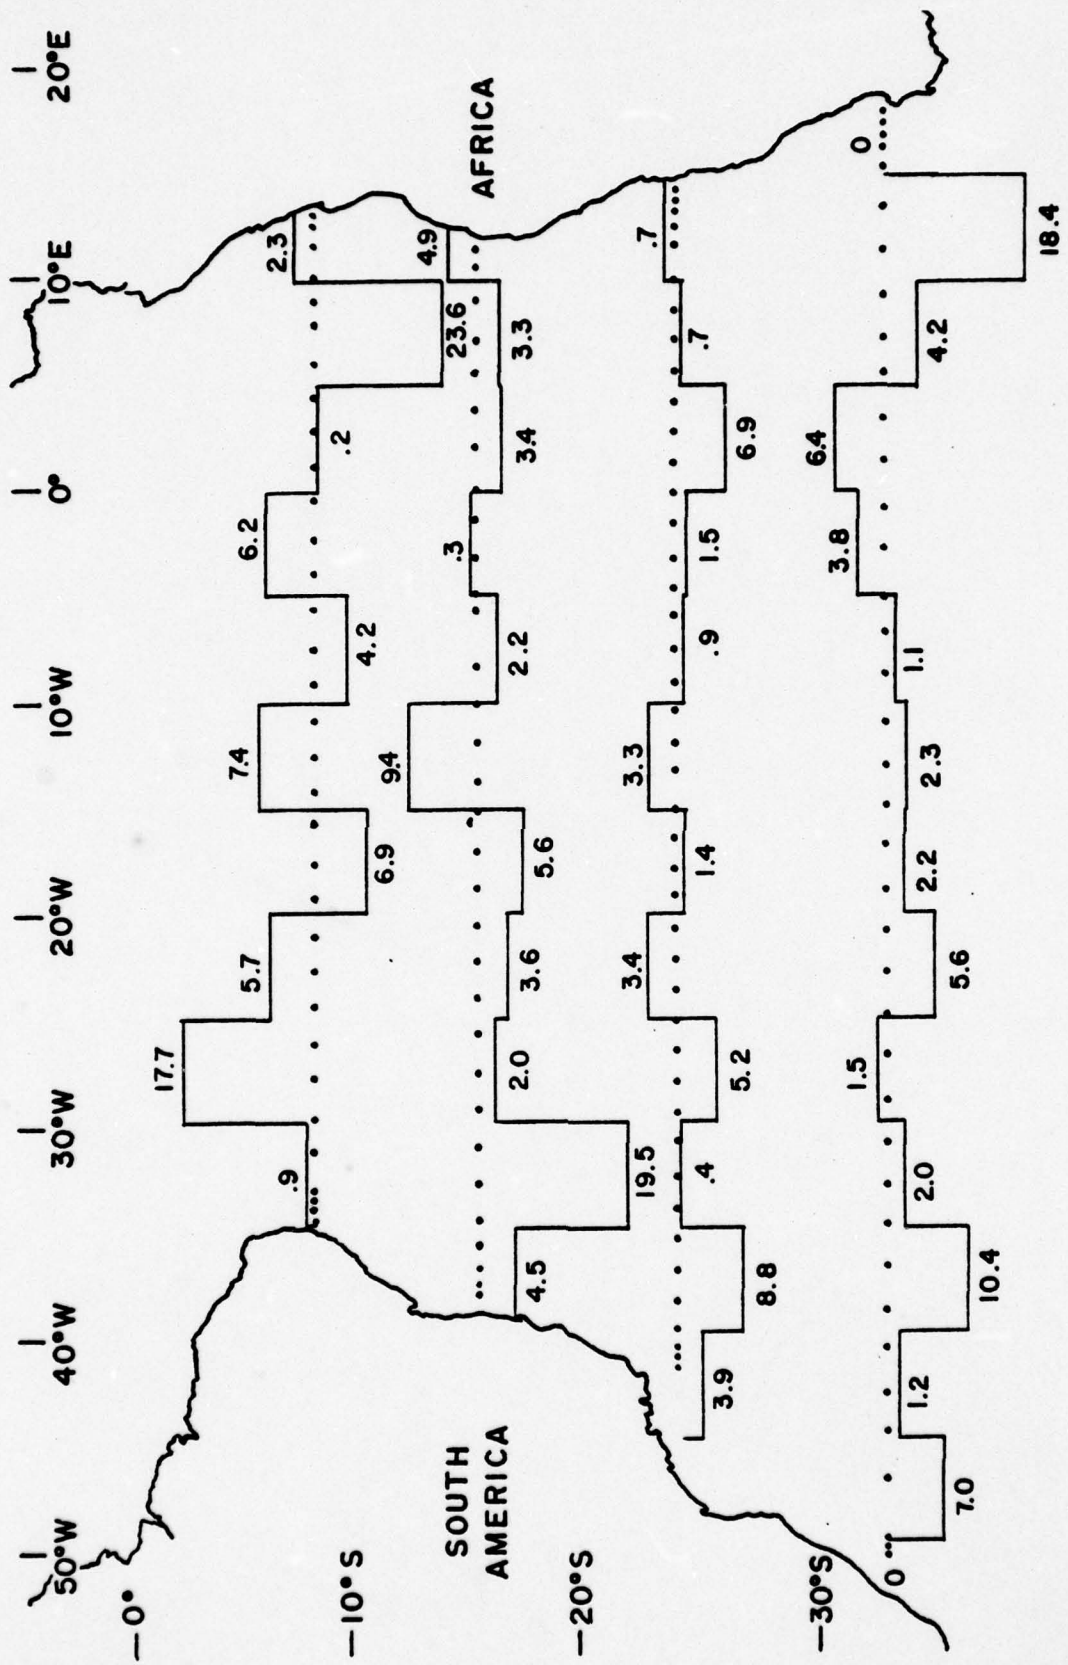 50°W 40°W 30°W 20°W 10°W 0° 10°E 20°E
0°
17.7
5.7 7.4 6.2 2.3
.9
6.9 4.2 .2 23.6
10°S
9.4 .3 4.9
AFRICA
4.5 19.5 2.0 3.6 5.6 2.2 3.4 3.3
SOUTH
AMERICA
20°S
3.4 3.3 .7
3.9 8.8 .4 5.2 1.4 .9 1.5 6.9 .7
30°S
1.5 3.8 6.4
0 0
7.0 1.2 10.4 2.0 5.6 2.2 2.3 1.1 4.2 18.4